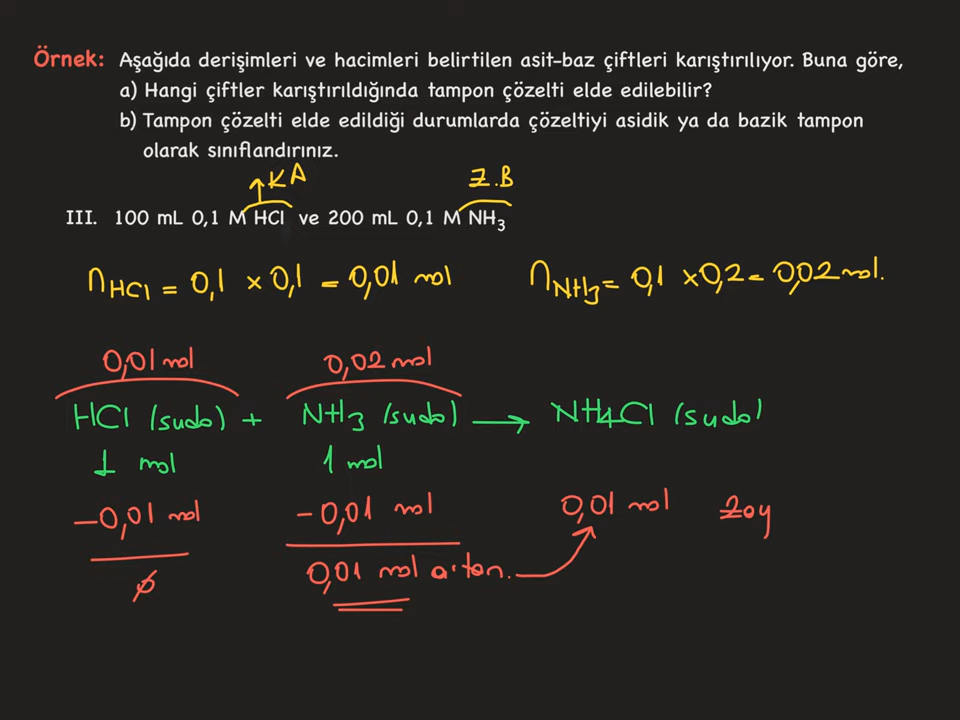 Örnek: Aşağıda derişimleri ve hacimleri belirtilen asit-baz çiftleri karıştırılıyor. Buna göre,
a) Hangi çiftler karıştırıldığında tampon çözelti elde edilebilir?
b) Tampon çözelti elde edildiği durumlarda çözeltiyi asidik ya da bazik tampon
olarak sınıflandırınız.
KA Z.B
III. 100 mL 0,1 M HCl ve 200 mL 0,1 M NH₃
nHCl = 0,1 × 0,1 = 0,01 mol nNH3 = 0,1 × 0,2 = 0,02 mol.
0,01 mol 0,02 mol
HCl (suda) + NH3 (suda) → NH4Cl (suda)
1 mol 1 mol
-0,01 mol -0,01 mol 0,01 mol
0 0,01 mol artan.